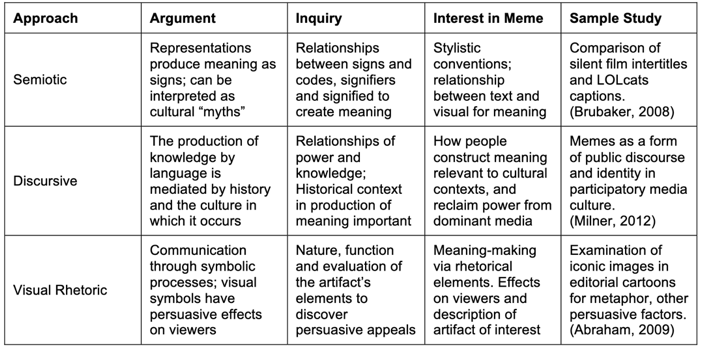 Approach
Argument
Inquiry
Interest in Meme
Sample Study
Semiotic
Representations
produce meaning as
signs; can be
interpreted as
cultural “myths”
Relationships
between signs and
codes, signifiers
and signified to
create meaning
Stylistic
conventions;
relationship
between text and
visual for meaning
Comparison of
silent film intertitles
and LOLcats
captions.
(Brubaker, 2008)
Discursive
The production of
knowledge by
language is
mediated by history
and the culture in
which it occurs
Relationships of
power and
knowledge;
Historical context
in production of
meaning important
How people
construct meaning
relevant to cultural
contexts, and
reclaim power from
dominant media
Memes as a form
of public discourse
and identity in
participatory media
culture.
(Milner, 2012)
Visual Rhetoric
Communication
through symbolic
processes; visual
symbols have
persuasive effects
on viewers
Nature, function
and evaluation of
the artifact’s
elements to
discover
persuasive appeals
Meaning-making
via rhetorical
elements. Effects
on viewers and
description of
artifact of interest
Examination of
iconic images in
editorial cartoons
for metaphor, other
persuasive factors.
(Abraham, 2009)